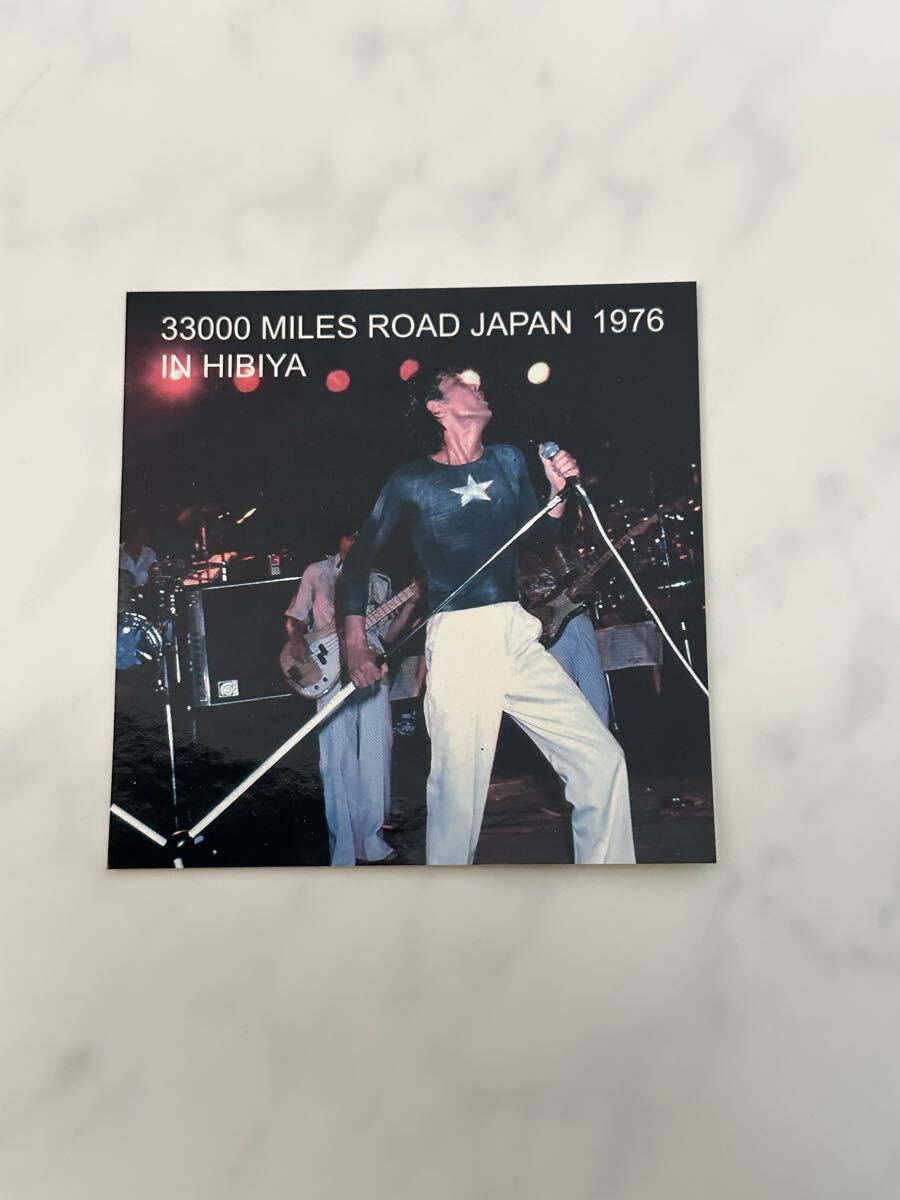 33000 MILES ROAD JAPAN 1976
IN HIBIYA